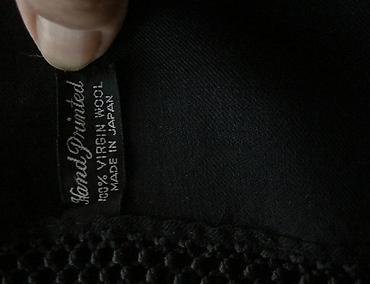 Hand Printed
100% VIRGIN WOOL
MADE IN JAPAN